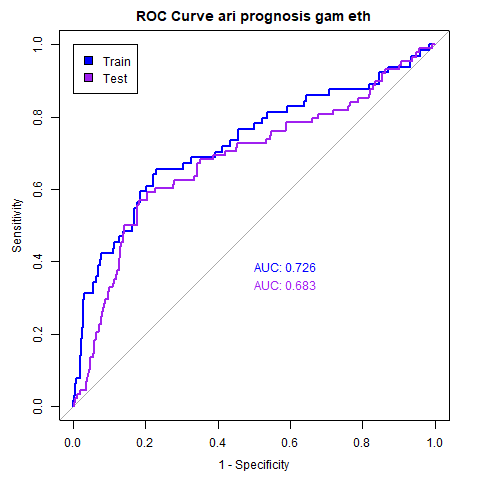 ROC Curve ari prognosis gam eth
Train
Test
Sensitivity
1.0
0.8
0.6
0.4
0.2
0.0
AUC: 0.726
AUC: 0.683
0.0 0.2 0.4 0.6 0.8 1.0
1 - Specificity